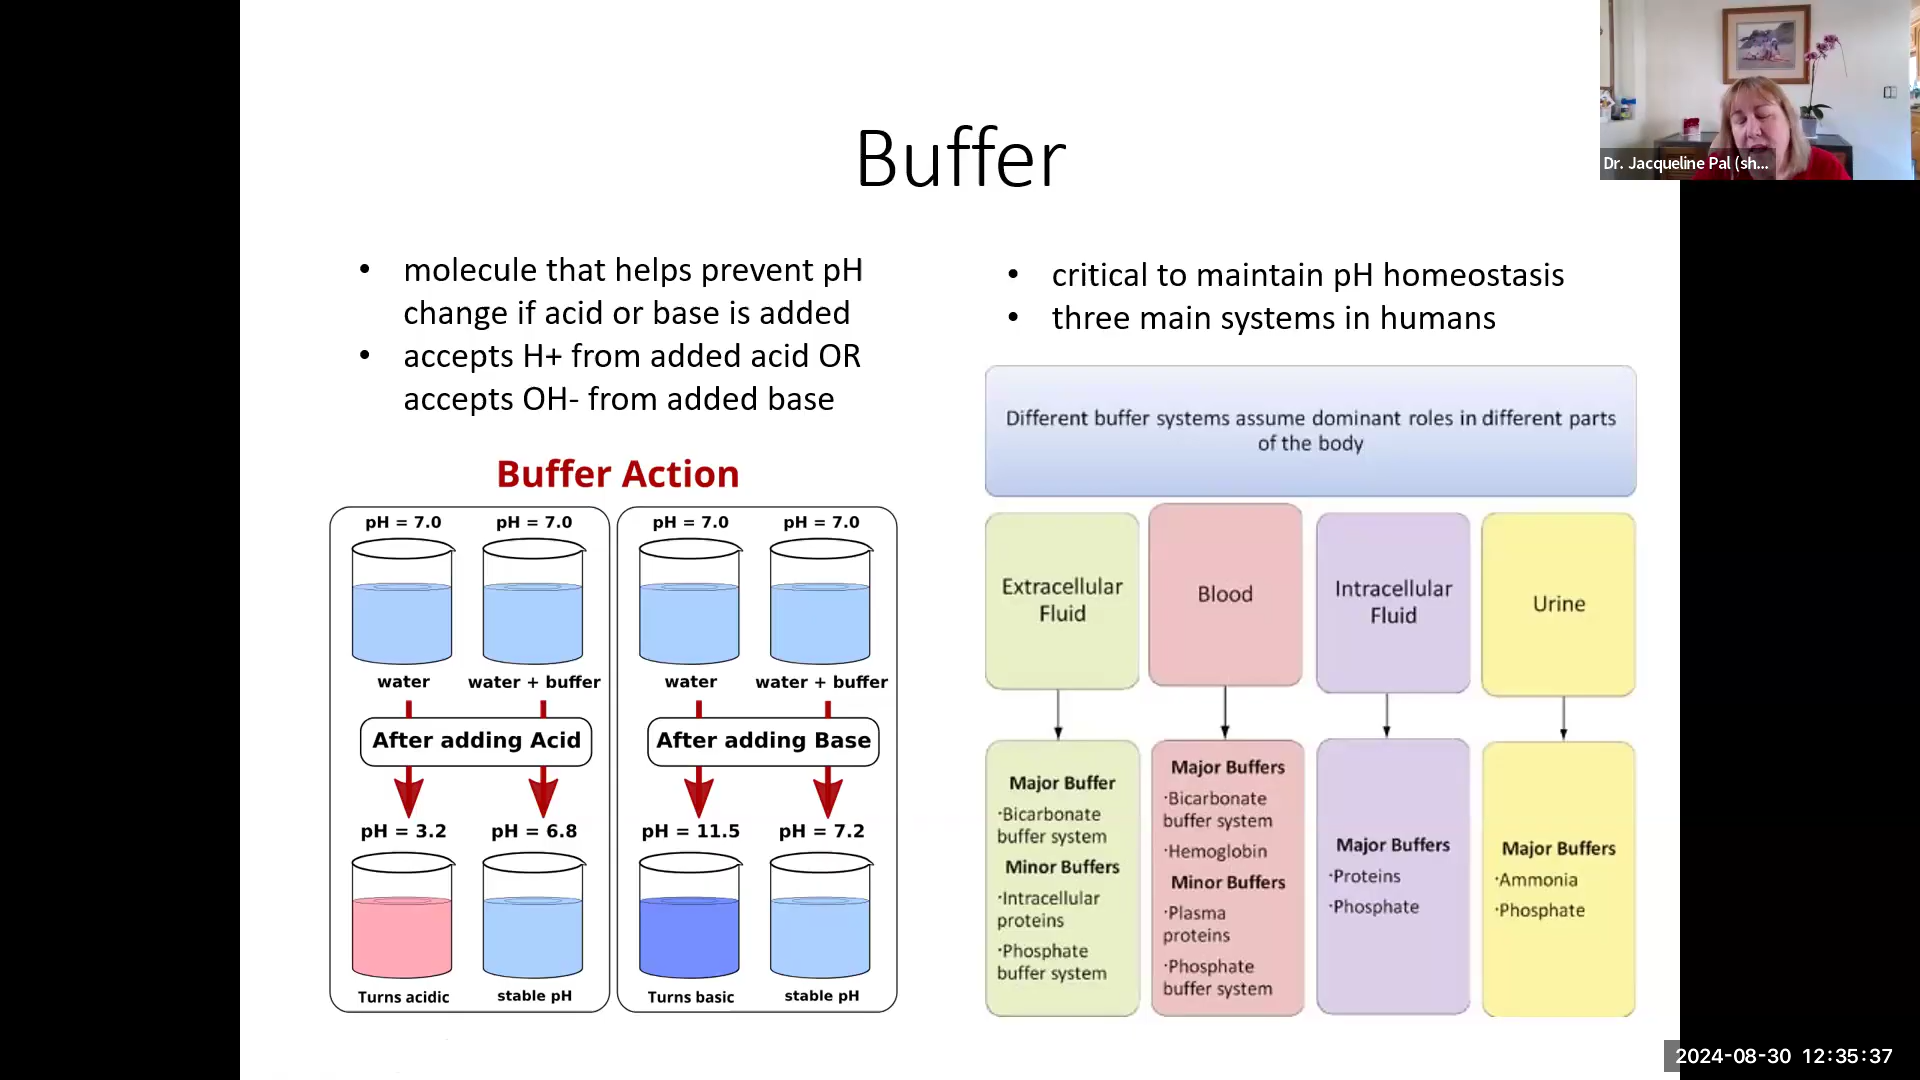 Buffer
• molecule that helps prevent pH
change if acid or base is added
• accepts H+ from added acid OR
accepts OH- from added base
• critical to maintain pH homeostasis
• three main systems in humans
Buffer Action
pH = 7.0
pH = 7.0
water
water + buffer
After adding Acid
pH = 3.2
pH = 6.8
Turns acidic
stable pH
pH = 7.0
pH = 7.0
water
water + buffer
After adding Base
pH = 11.5
pH = 7.2
Turns basic
stable pH
Different buffer systems assume dominant roles in different parts
of the body
Extracellular
Fluid
Major Buffer
·Bicarbonate
buffer system
Minor Buffers
·Intracellular
proteins
·Phosphate
buffer system
Blood
Major Buffers
·Bicarbonate
buffer system
·Hemoglobin
Minor Buffers
·Plasma
proteins
·Phosphate
buffer system
Intracellular
Fluid
Major Buffers
·Proteins
·Phosphate
Urine
Major Buffers
·Ammonia
·Phosphate
Dr. Jacqueline Pal (sh...
2024-08-30 12:35:37